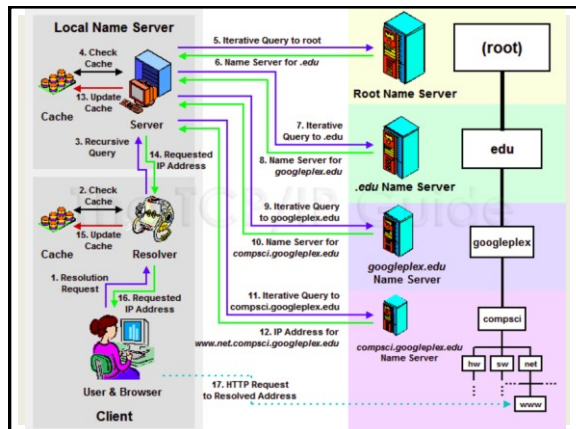 Local Name Server
4. Check
Cache
13. Update
Cache
Cache
Server
3. Recursive
Query
14. Requested
IP Address
2. Check
Cache
15. Update
Cache
Cache
Resolver
1. Resolution
Request
16. Requested
IP Address
User & Browser
Client
5. Iterative Query to root
6. Name Server for .edu
7. Iterative
Query to .edu
8. Name Server for
googleplex.edu
9. Iterative Query
to googleplex.edu
10. Name Server for
compsci.googleplex.edu
11. Iterative Query to
compsci.googleplex.edu
12. IP Address for
www.net.compsci.googleplex.edu
17. HTTP Request
to Resolved Address
Root Name Server
.edu Name Server
googleplex.edu
Name Server
compsci.googleplex.edu
Name Server
(root)
edu
googleplex
compsci
hw
sw
net
www
The TCP/IP Guide